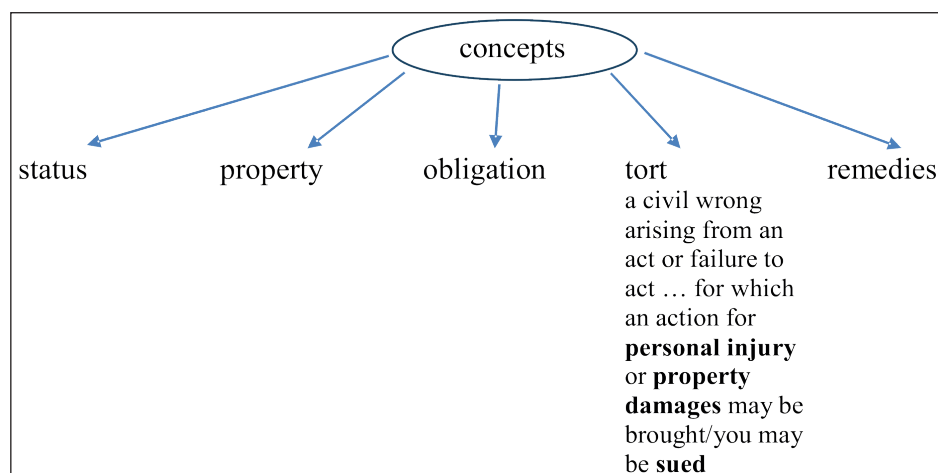 concepts
status property obligation tort remedies
a civil wrong
arising from an
act or failure to
act … for which
an action for
personal injury
or property
damages may be
brought/you may
be sued